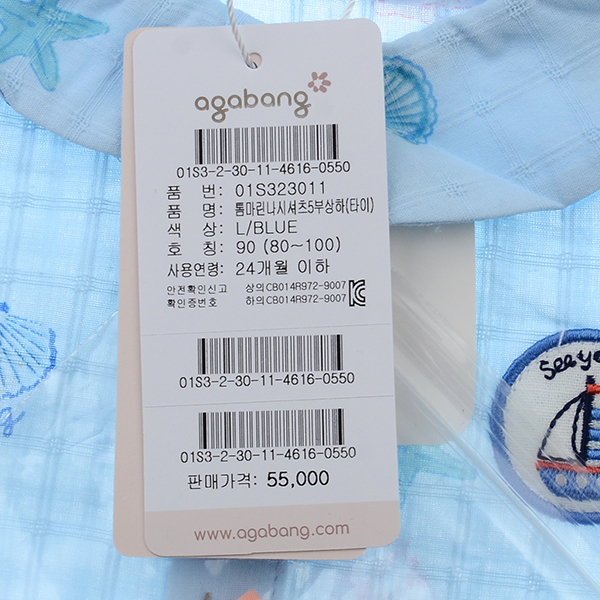 agabang
01S3-2-30-11-4616-0550
품 번: 01S323011
품 명: 톰마린나시셔츠5부상하(타이)
색 상: L/BLUE
호 칭: 90 (80~100)
사용연령: 24개월 이하
안전확인신고 상의CB014R972-9007
확인증번호 하의CB014R972-9007
01S3-2-30-11-4616-0550
01S3-2-30-11-4616-0550
판매가격: 55,000
www.agabang.com
See yo